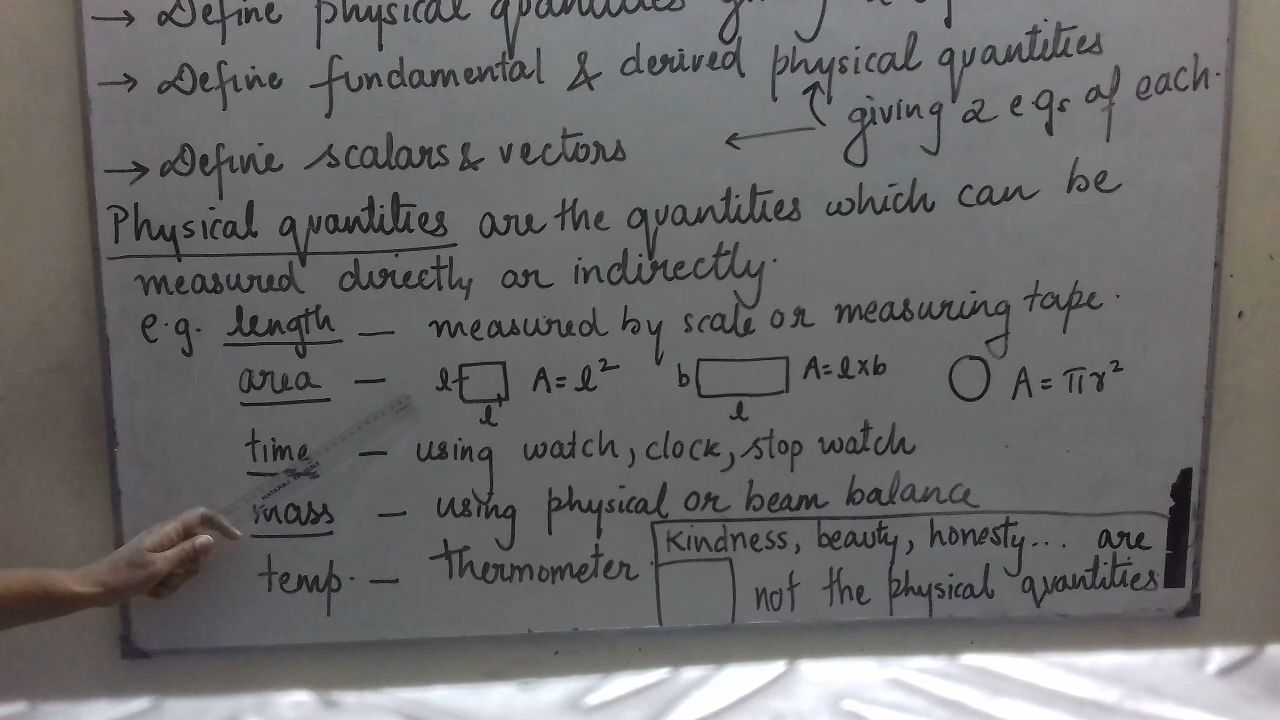 → Define physical quantities
→ Define fundamental & derived physical quantities
giving 2 egs of each.
→ Define scalars & vectors ←
Physical quantities are the quantities which can be
measured directly or indirectly.
e.g. length — measured by scale or measuring tape.
area — l l A = l² b l A = l×b A = πr²
time — using watch, clock, stop watch
mass — using physical or beam balance
temp. — thermometer
Kindness, beauty, honesty... are
not the physical quantities